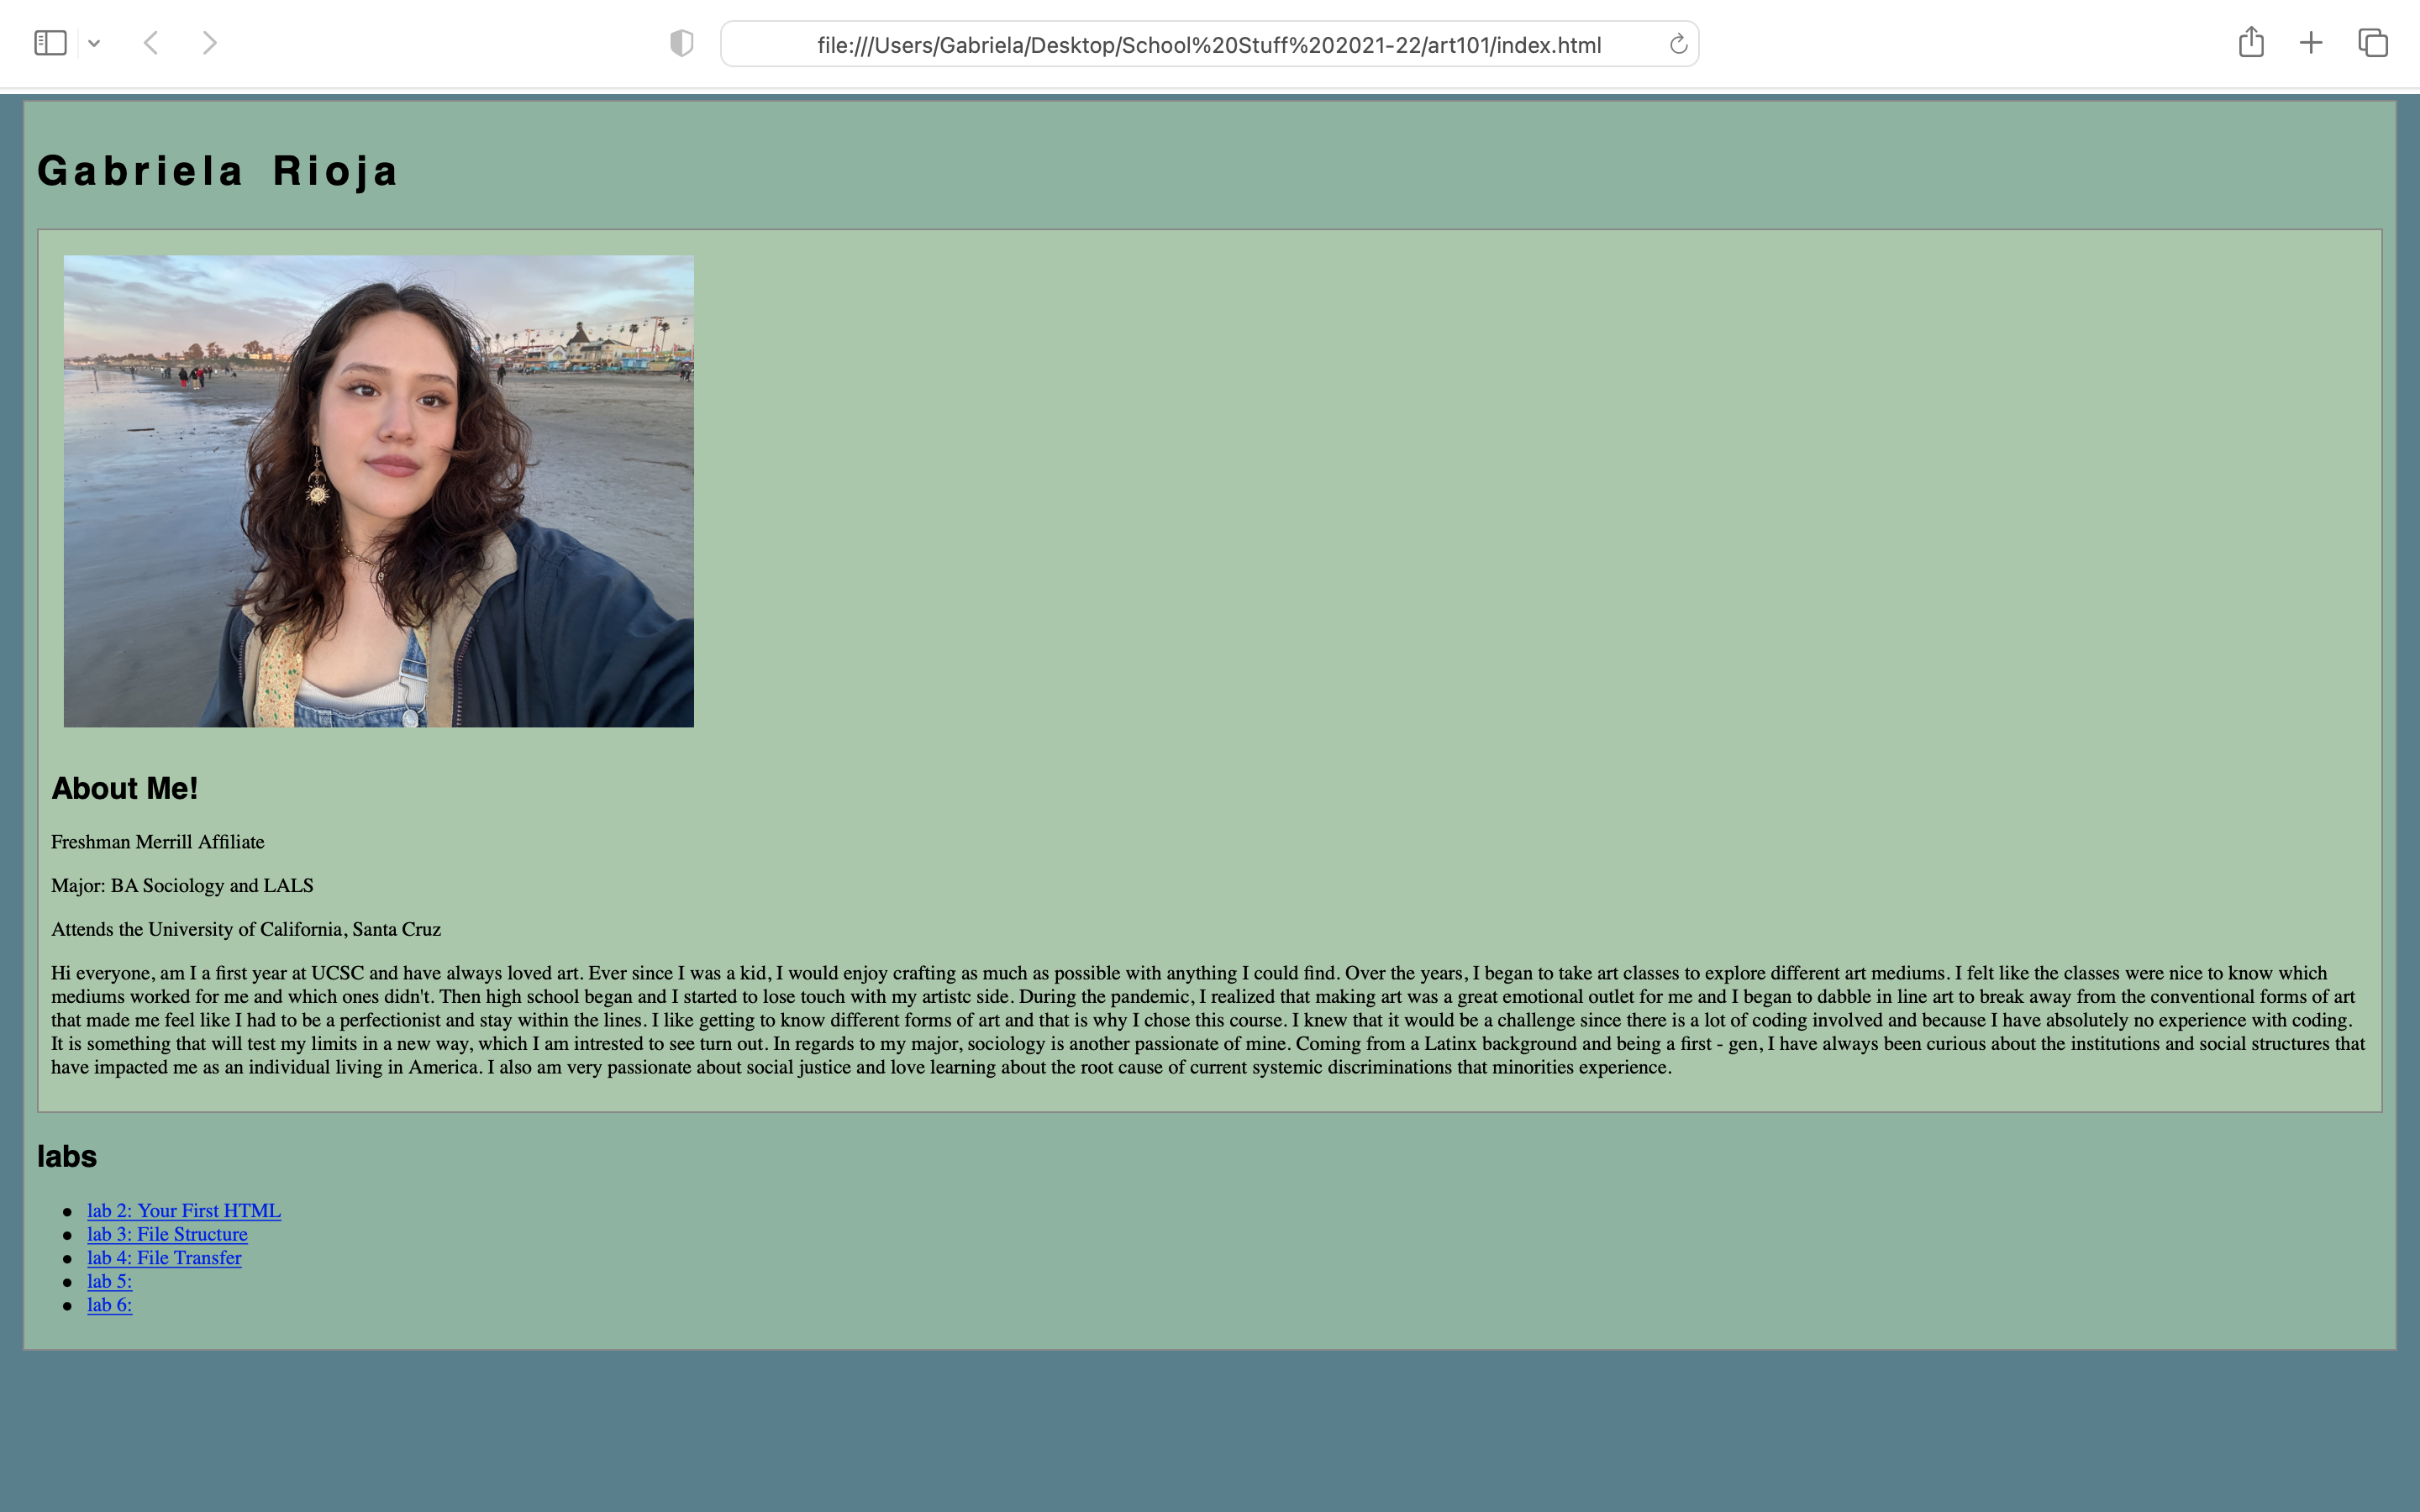 file:///Users/Gabriela/Desktop/School%20Stuff%202021-22/art101/index.html
Gabriela Rioja
About Me!
Freshman Merrill Affiliate
Major: BA Sociology and LALS
Attends the University of California, Santa Cruz
Hi everyone, am I a first year at UCSC and have always loved art. Ever since I was a kid, I would enjoy crafting as much as possible with anything I could find. Over the years, I began to take art classes to explore different art mediums. I felt like the classes were nice to know which
mediums worked for me and which ones didn't. Then high school began and I started to lose touch with my artistc side. During the pandemic, I realized that making art was a great emotional outlet for me and I began to dabble in line art to break away from the conventional forms of art
that made me feel like I had to be a perfectionist and stay within the lines. I like getting to know different forms of art and that is why I chose this course. I knew that it would be a challenge since there is a lot of coding involved and because I have absolutely no experience with coding.
It is something that will test my limits in a new way, which I am intrested to see turn out. In regards to my major, sociology is another passionate of mine. Coming from a Latinx background and being a first - gen, I have always been curious about the institutions and social structures that
have impacted me as an individual living in America. I also am very passionate about social justice and love learning about the root cause of current systemic discriminations that minorities experience.
labs
lab 2: Your First HTML
lab 3: File Structure
lab 4: File Transfer
lab 5:
lab 6: